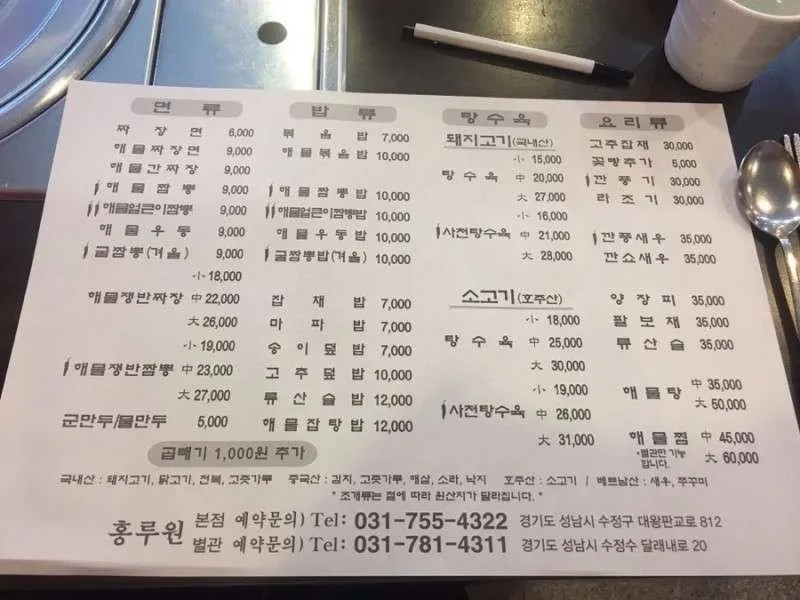 면 류
짜 장 면 6,000
해 물 짜 장 면 9,000
해 물 간 짜 장 9,000
해 물 짬 뽕 9,000
해물얼큰이짬뽕 9,000
해 물 우 동 9,000
굴짬뽕(겨울) 9,000
小 18,000
해물쟁반짜장 中 22,000
大 26,000
小 19,000
해물쟁반짬뽕 中 23,000
大 27,000
군만두/물만두 5,000
곱빼기 1,000원 추가
밥 류
볶 음 밥 7,000
해 물 볶 음 밥 10,000
해 물 짬 뽕 밥 10,000
해물얼큰이짬뽕밥 10,000
해 물 우 동 밥 10,000
굴짬뽕밥(겨울) 10,000
잡 채 밥 7,000
마 파 밥 7,000
송 이 덮 밥 7,000
고 추 덮 밥 10,000
류 산 슬 밥 12,000
해 물 잡 탕 밥 12,000
탕 수 육
돼지고기(국내산)
小 15,000
탕 수 육 中 20,000
大 27,000
小 16,000
사천탕수육 中 21,000
大 28,000
소고기(호주산)
小 18,000
탕 수 육 中 25,000
大 30,000
小 19,000
사천탕수육 中 26,000
大 31,000
요 리 류
고추잡채 30,000
꽃빵추가 5,000
깐 풍 기 30,000
라 조 기 30,000
깐풍새우 35,000
깐쇼새우 35,000
양 장 피 35,000
팔 보 채 35,000
류 산 슬 35,000
해 물 탕 中 35,000
大 50,000
해 물 찜 中 45,000
*별관만 가능합니다. 大 60,000
국내산 : 돼지고기, 닭고기, 전복, 고춧가루 중국산 : 김치, 고춧가루, 해삼, 소라, 낙지 호주산 : 소고기 / 베트남산 : 새우, 쭈꾸미
* 조개류는 철에 따라 원산지가 달라집니다. *
홍루원
본점 예약문의) Tel: 031-755-4322 경기도 성남시 수정구 대왕판교로 812
별관 예약문의) Tel: 031-781-4311 경기도 성남시 수정수 달래내로 20